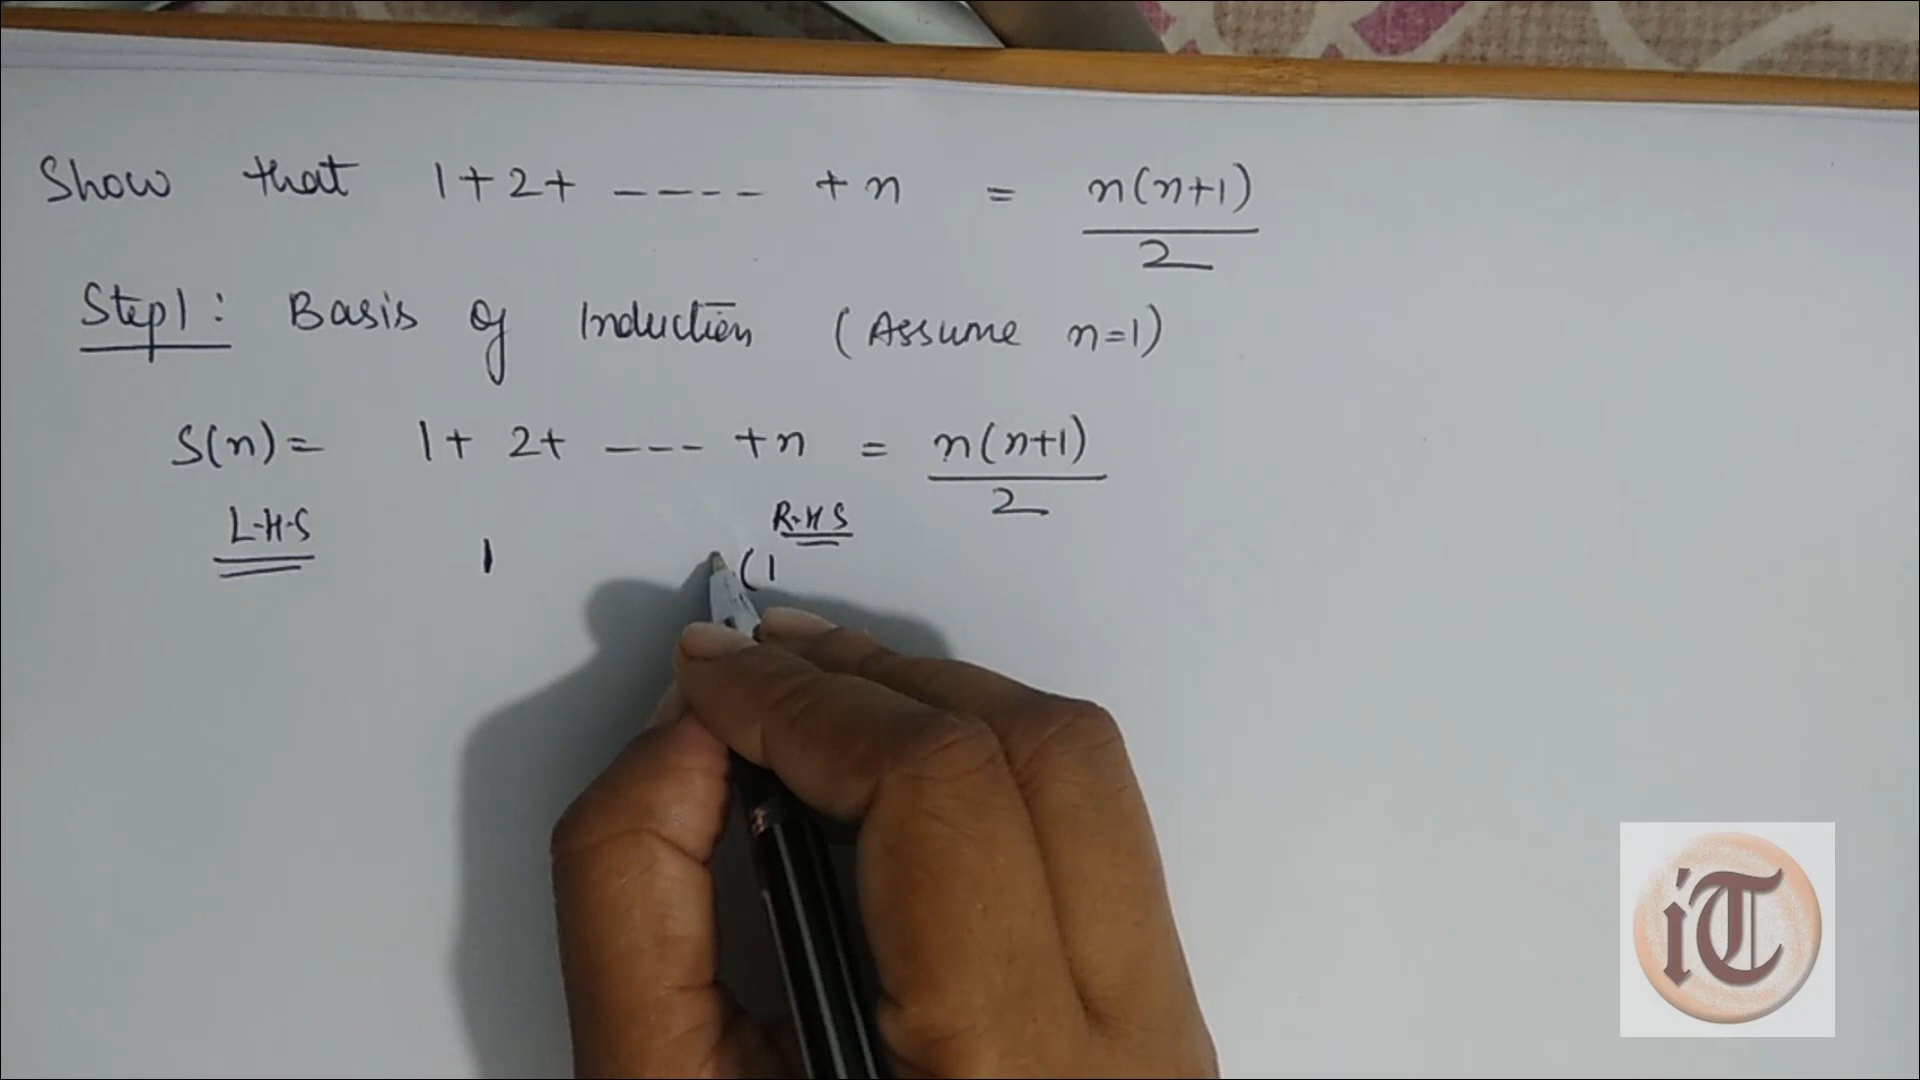 Show that 1+2+ ---- +n = n(n+1)/2
Step1: Basis of Induction (Assume n=1)
S(n)= 1+ 2+ --- +n = n(n+1)/2
L-H-S 1 R-H S
(1
iT